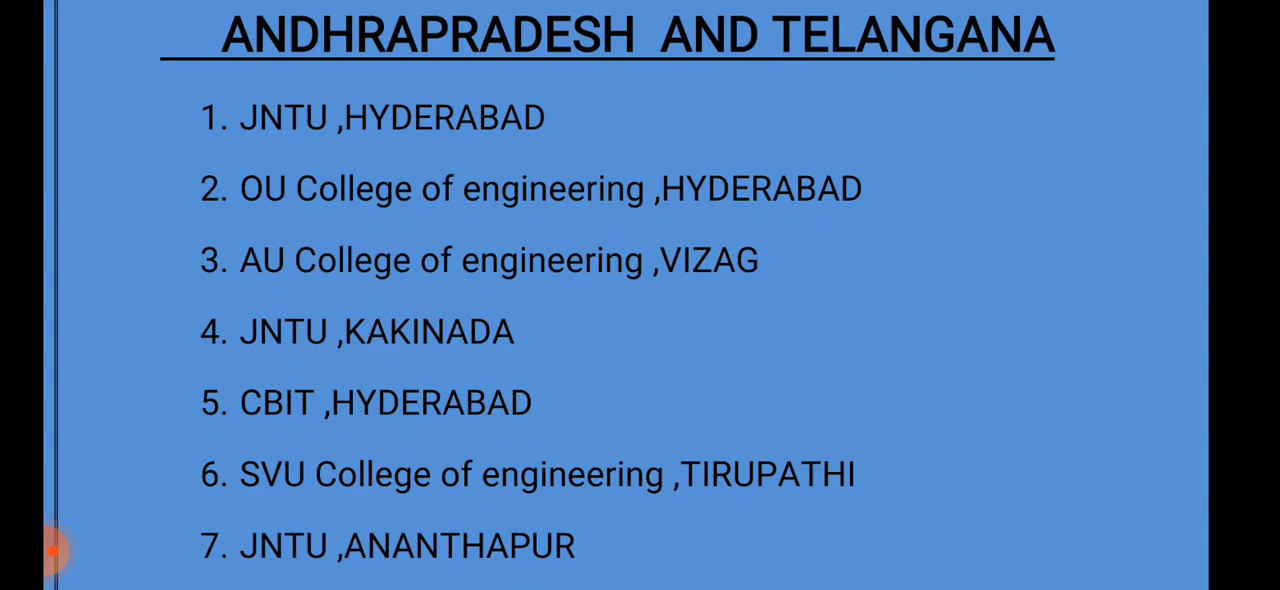 ANDHRAPRADESH AND TELANGANA
1. JNTU ,HYDERABAD
2. OU College of engineering ,HYDERABAD
3. AU College of engineering ,VIZAG
4. JNTU ,KAKINADA
5. CBIT ,HYDERABAD
6. SVU College of engineering ,TIRUPATHI
7. JNTU ,ANANTHAPUR